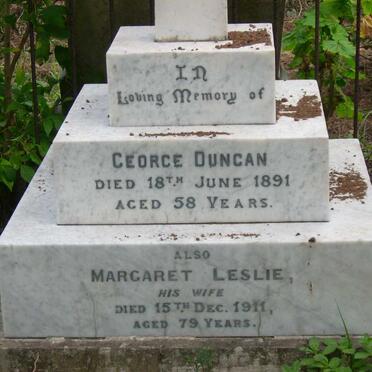 IN
Loving Memory of
GEORGE DUNCAN
DIED 18TH JUNE 1891
AGED 58 YEARS.
ALSO
MARGARET LESLIE,
HIS WIFE
DIED 15TH DEC. 1911,
AGED 79 YEARS.